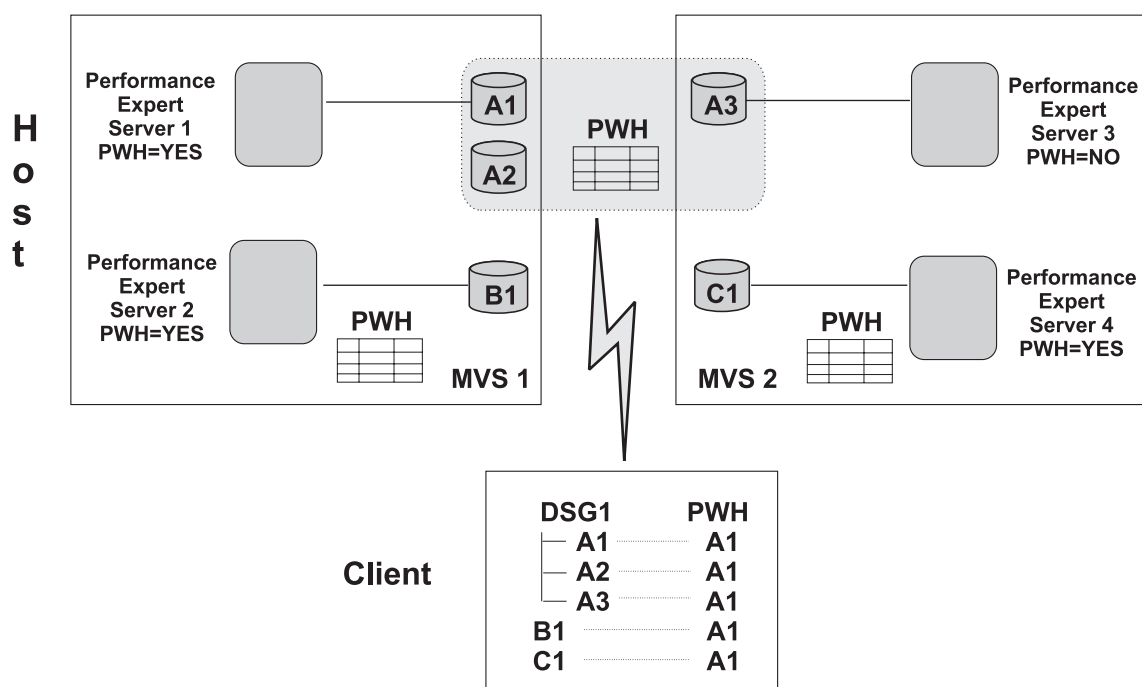 Host
Performance
Expert
Server 1
PWH=YES
A1
A2
PWH
A3
Performance
Expert
Server 3
PWH=NO
Performance
Expert
Server 2
PWH=YES
B1
PWH
MVS 1
C1
PWH
MVS 2
Performance
Expert
Server 4
PWH=YES
Client
DSG1 PWH
A1 A1
A2 A1
A3 A1
B1 A1
C1 A1